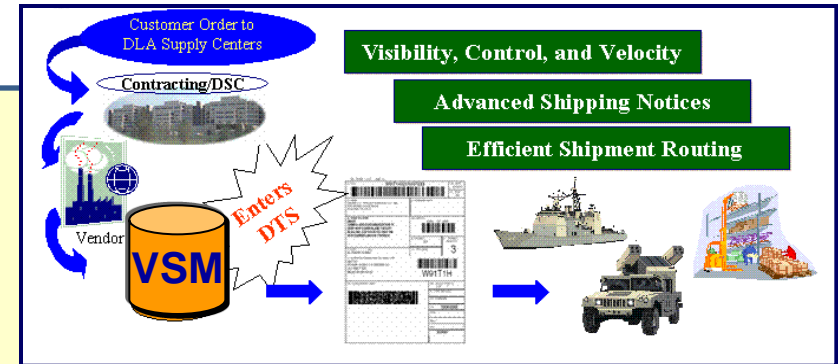 Customer Order to
DLA Supply Centers
Contracting/DSC
Vendor
VSM
Enters
DTS
Visibility, Control, and Velocity
Advanced Shipping Notices
Efficient Shipment Routing
3
W91T1H